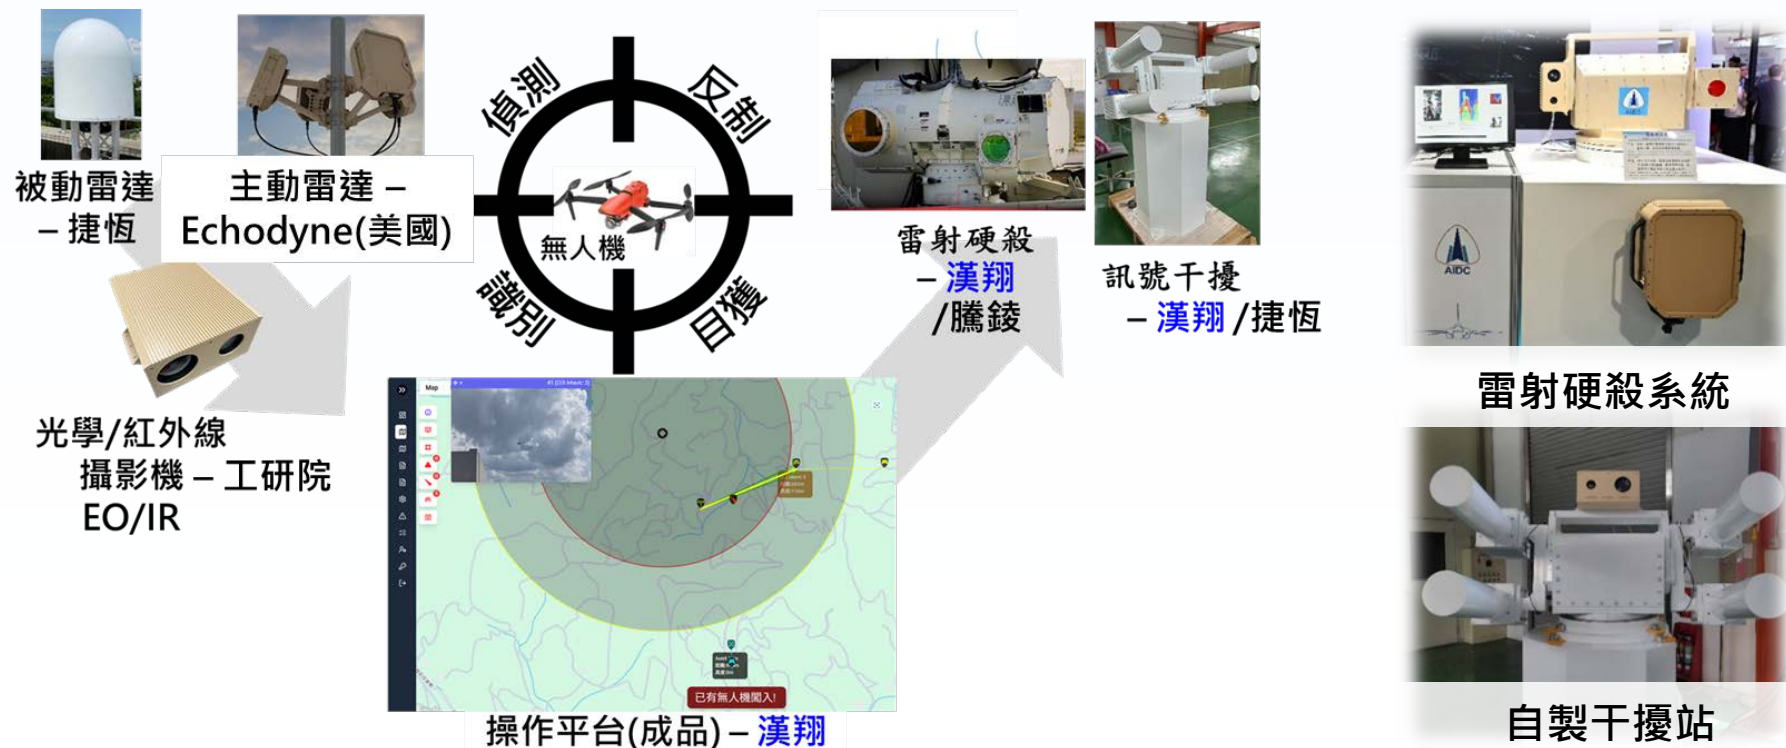 被動雷達
– 捷恆
主動雷達 –
Echodyne(美國)
偵測
反制
識別
目獲
無人機
雷射硬殺
– 漢翔
/騰錂
訊號干擾
– 漢翔 /捷恆
光學/紅外線
攝影機 – 工研院
EO/IR
Map
已有無人機闖入!
操作平台(成品) – 漢翔
AIDC
AIDC
雷射硬殺系統
自製干擾站